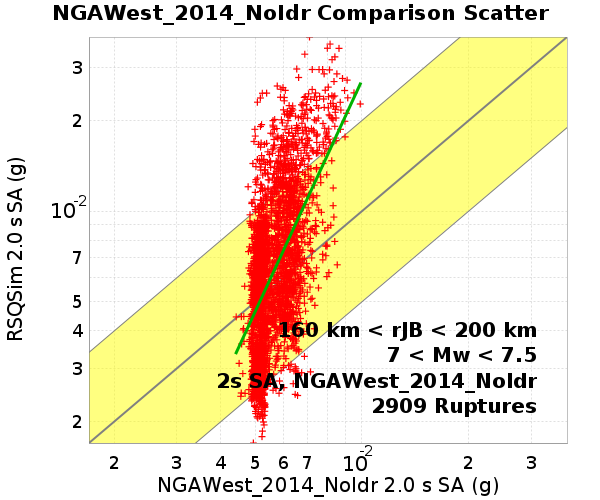 NGAWest_2014_NoIdr Comparison Scatter
RSQSim 2.0 s SA (g)
3
2
10-2
7
5
4
3
2
160 km < rJB < 200 km
7 < Mw < 7.5
2s SA, NGAWest_2014_NoIdr
2909 Ruptures
2 3 4 5 6 7 10-2 2 3
NGAWest_2014_NoIdr 2.0 s SA (g)